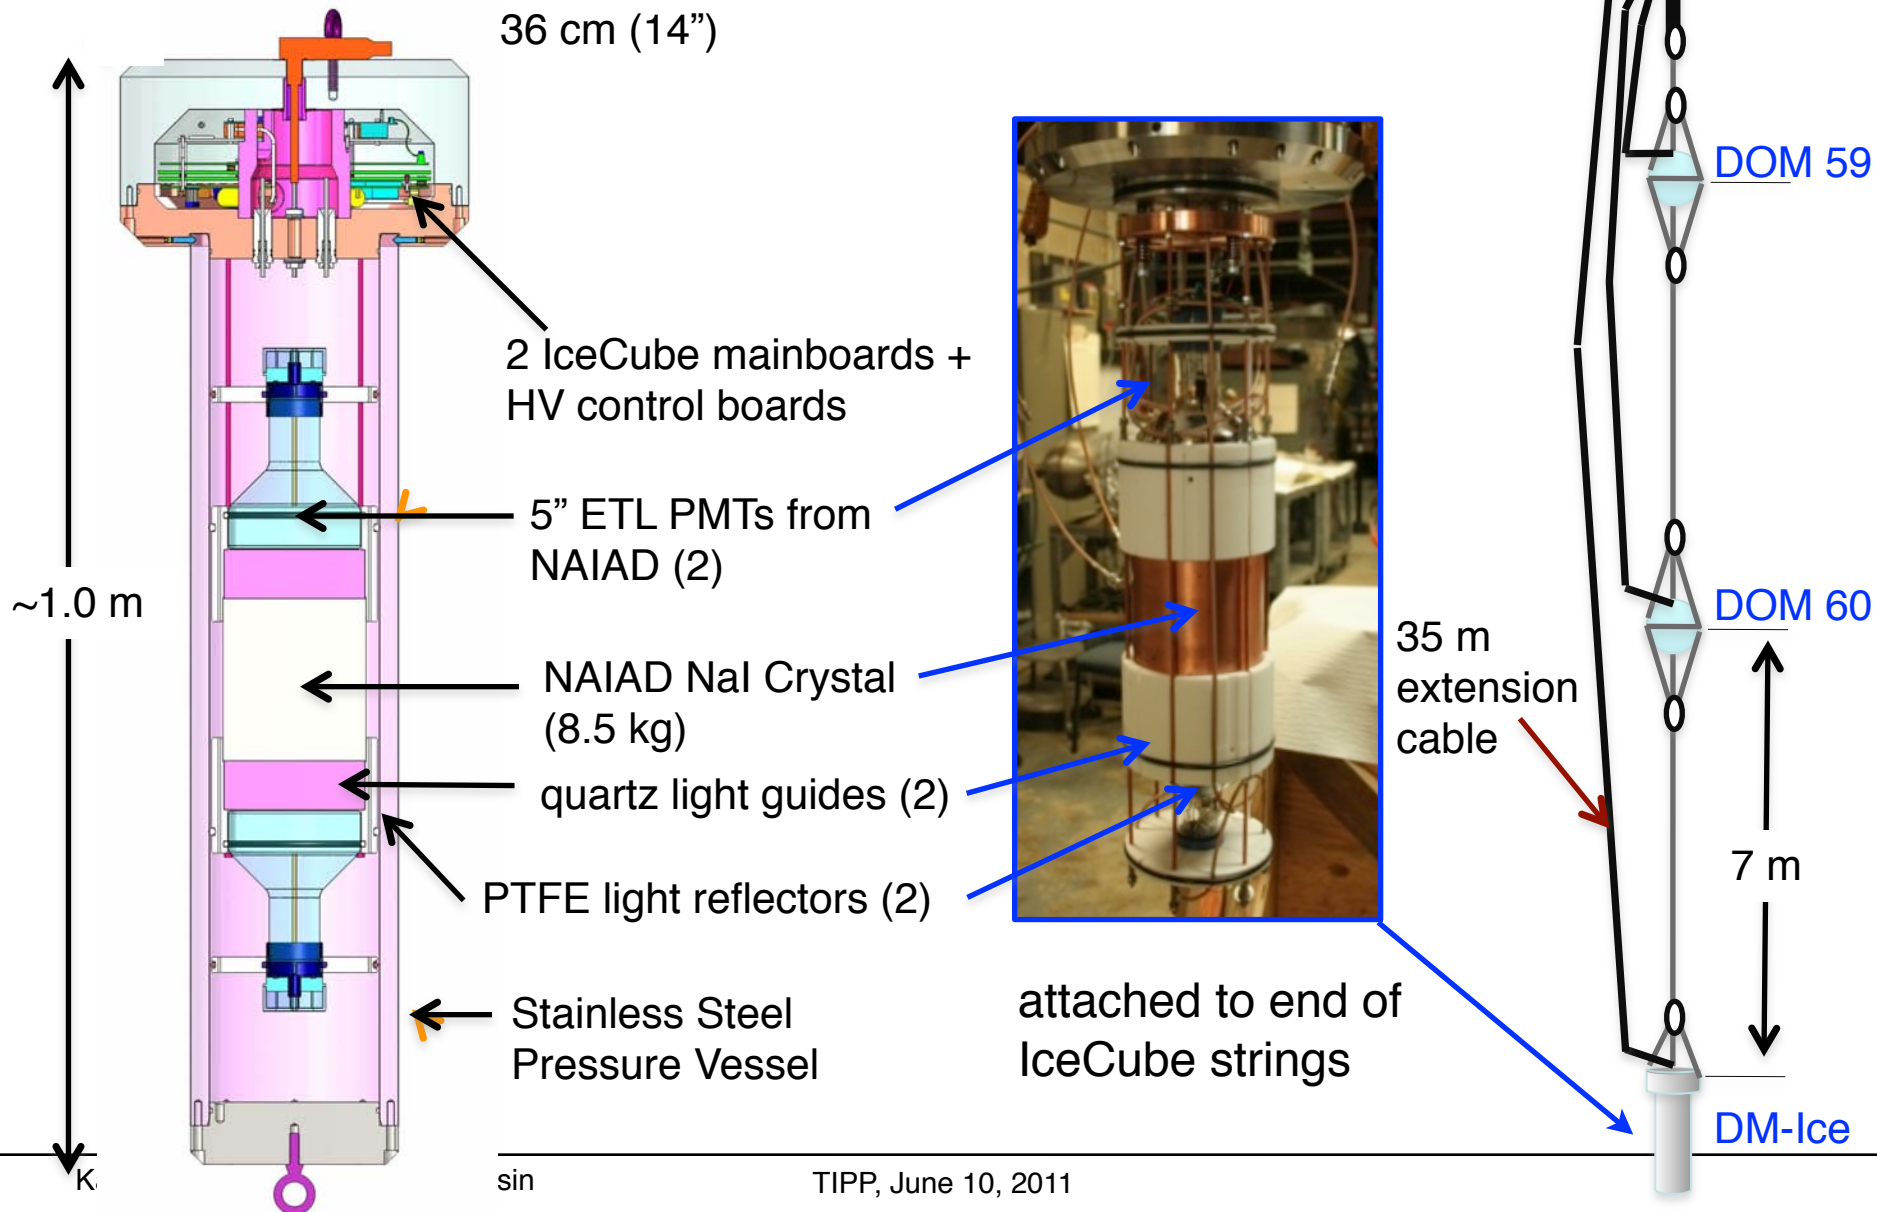 36 cm (14”)
DOM 59
2 IceCube mainboards +
HV control boards
5” ETL PMTs from
NAIAD (2)
~1.0 m
DOM 60
35 m
extension
cable
NAIAD NaI Crystal
(8.5 kg)
quartz light guides (2)
7 m
PTFE light reflectors (2)
attached to end of
IceCube strings
Stainless Steel
Pressure Vessel
DM-Ice
sin
TIPP, June 10, 2011